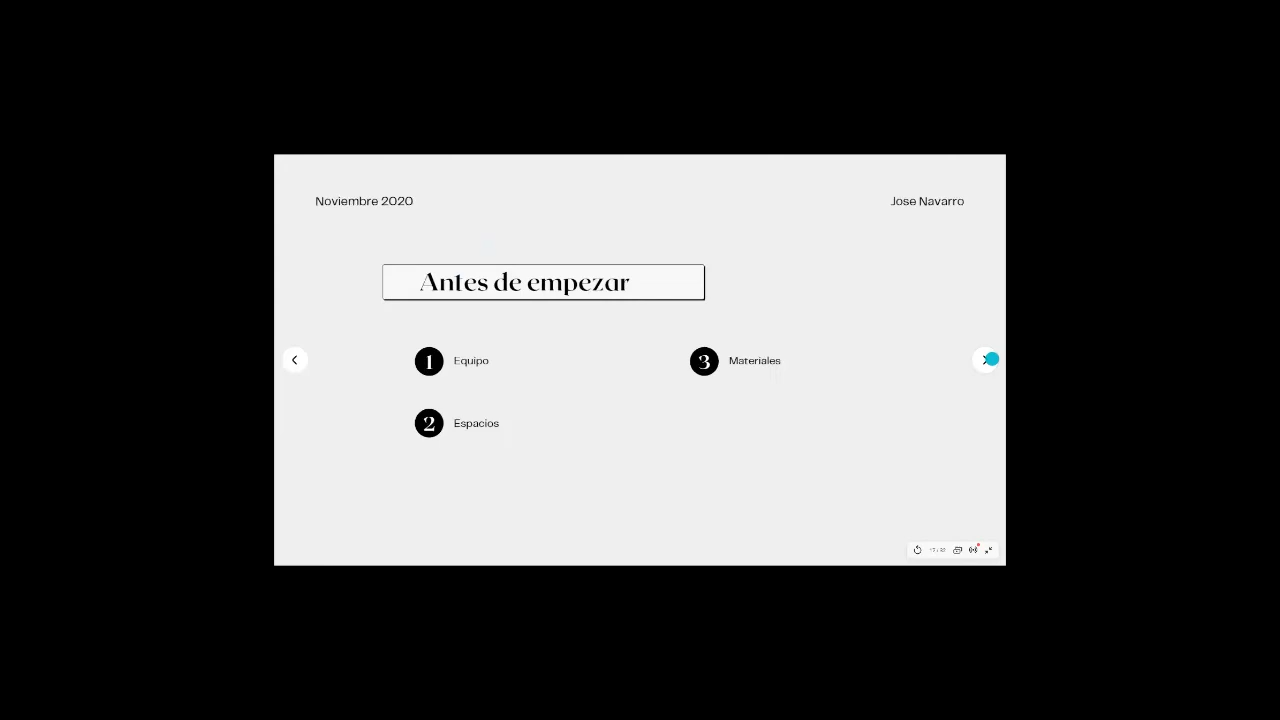 Noviembre 2020
Jose Navarro
Antes de empezar
1 Equipo
3 Materiales
2 Espacios